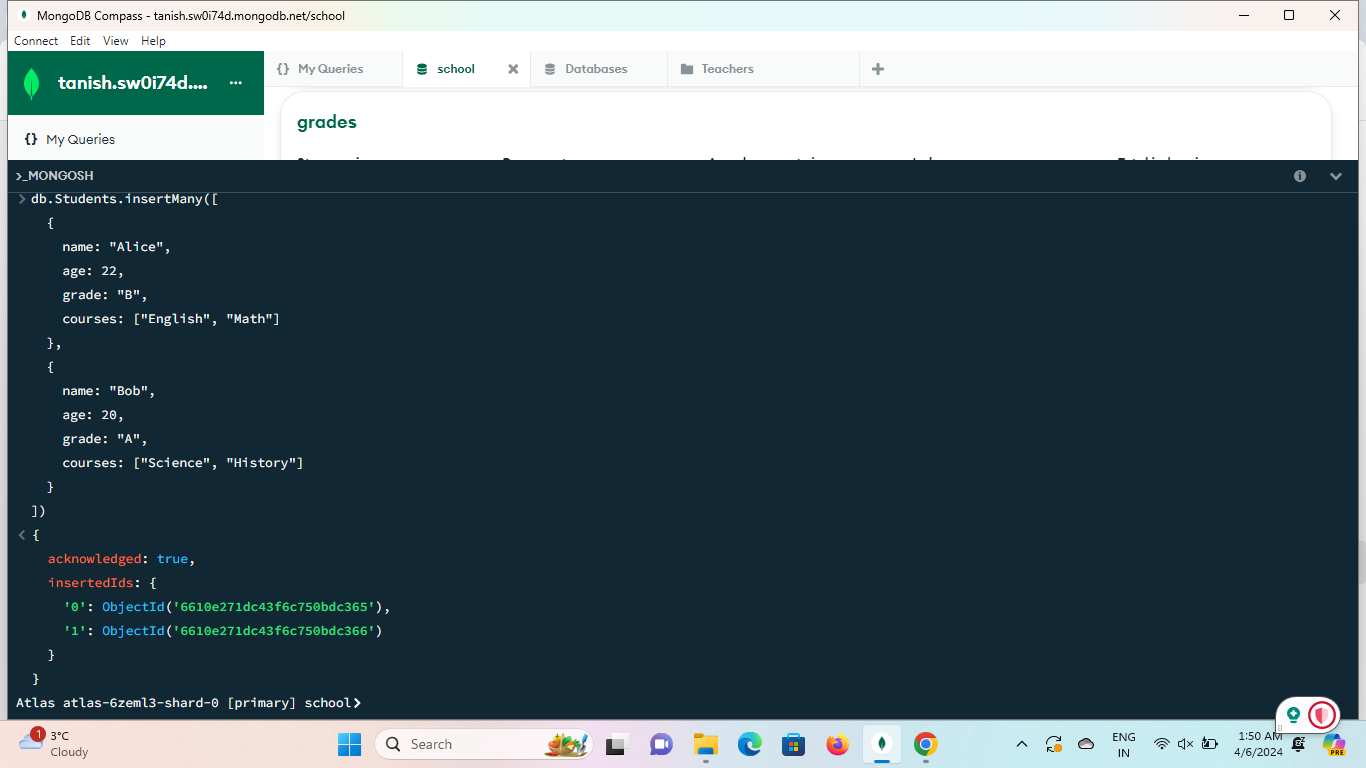 MongoDB Compass - tanish.sw0i74d.mongodb.net/school
Connect Edit View Help
tanish.sw0i74d.... ...
{} My Queries
school
Databases
Teachers
{} My Queries
grades
>_MONGOSH
db.Students.insertMany([
{
name: "Alice",
age: 22,
grade: "B",
courses: ["English", "Math"]
},
{
name: "Bob",
age: 20,
grade: "A",
courses: ["Science", "History"]
}
])
{
acknowledged: true,
insertedIds: {
'0': ObjectId('6610e271dc43f6c750bdc365'),
'1': ObjectId('6610e271dc43f6c750bdc366')
}
}
Atlas atlas-6zeml3-shard-0 [primary] school>
1
3°C
Cloudy
Search
ENG
IN
1:50 AM
4/6/2024
PRE